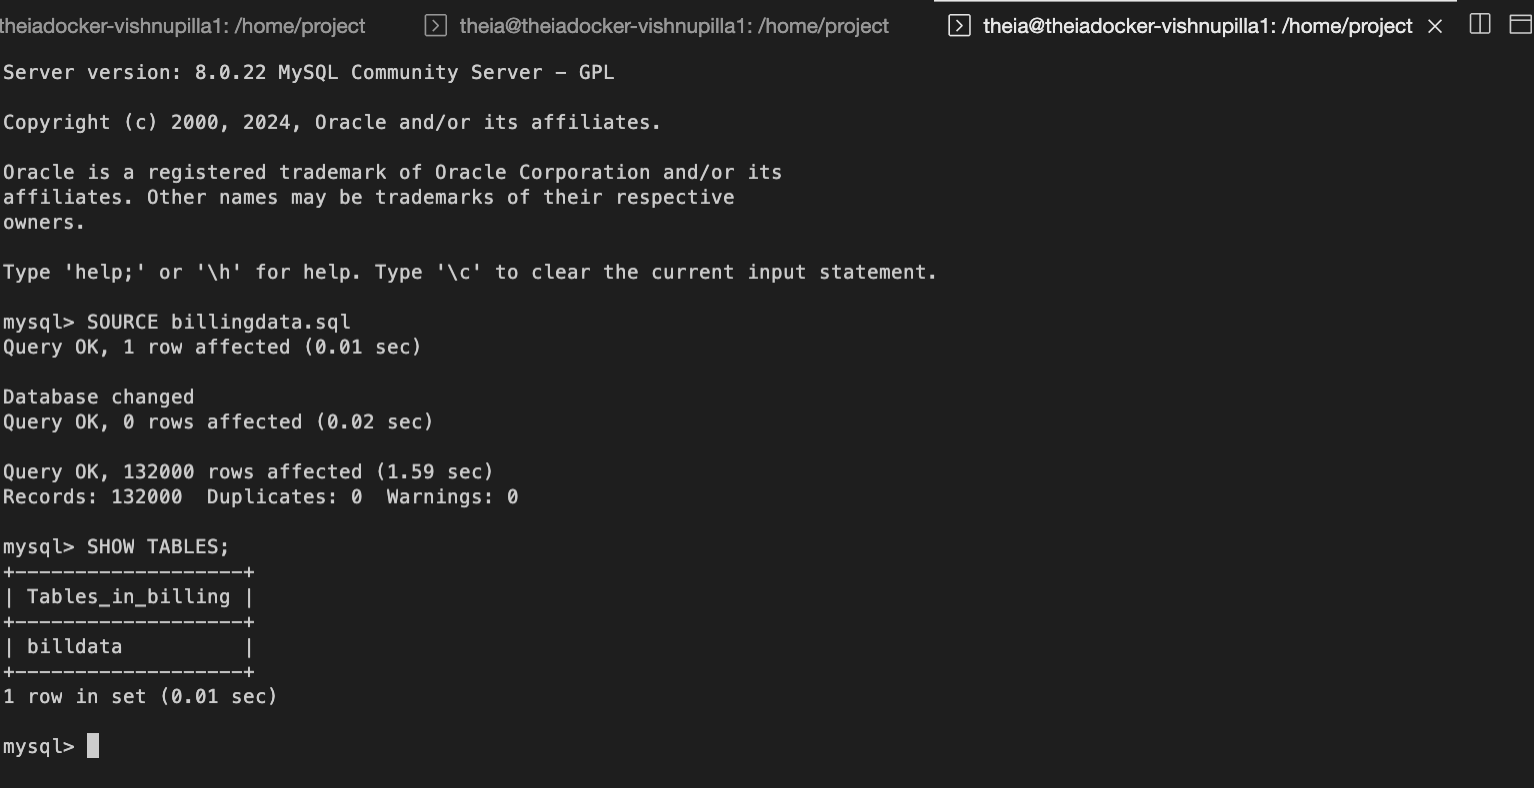 theiadocker-vishnupilla1: /home/project
theia@theiadocker-vishnupilla1: /home/project
theia@theiadocker-vishnupilla1: /home/project
Server version: 8.0.22 MySQL Community Server - GPL
Copyright (c) 2000, 2024, Oracle and/or its affiliates.
Oracle is a registered trademark of Oracle Corporation and/or its
affiliates. Other names may be trademarks of their respective
owners.
Type 'help;' or '\h' for help. Type '\c' to clear the current input statement.
mysql> SOURCE billingdata.sql
Query OK, 1 row affected (0.01 sec)
Database changed
Query OK, 0 rows affected (0.02 sec)
Query OK, 132000 rows affected (1.59 sec)
Records: 132000  Duplicates: 0  Warnings: 0
mysql> SHOW TABLES;
+-------------------+
| Tables_in_billing |
+-------------------+
| billdata          |
+-------------------+
1 row in set (0.01 sec)
mysql>